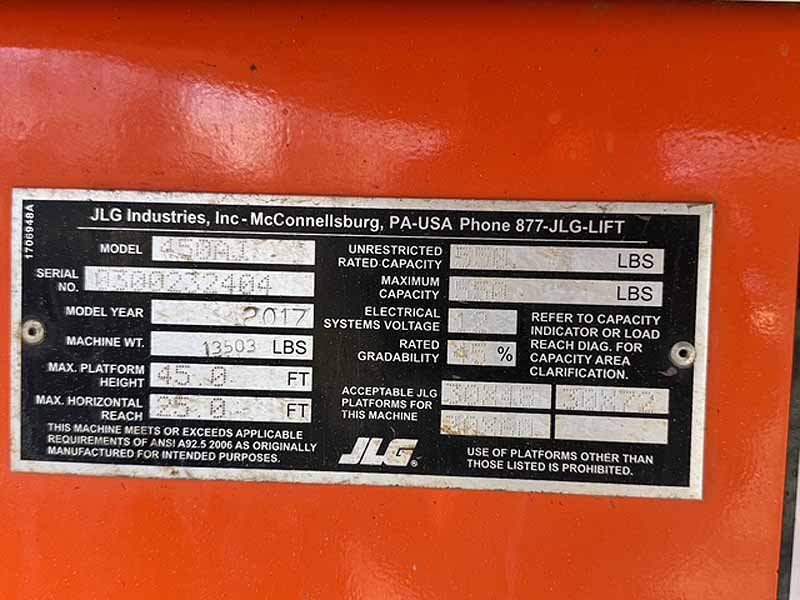 1706948A
JLG Industries, Inc - McConnellsburg, PA-USA Phone 877-JLG-LIFT
MODEL 450AJ
SERIAL NO. 0300232404
MODEL YEAR 2017
MACHINE WT. 13503 LBS
MAX. PLATFORM HEIGHT 45.0 FT
MAX. HORIZONTAL REACH 25.0 FT
THIS MACHINE MEETS OR EXCEEDS APPLICABLE
REQUIREMENTS OF ANSI A92.5 2006 AS ORIGINALLY
MANUFACTURED FOR INTENDED PURPOSES.
UNRESTRICTED RATED CAPACITY LBS
MAXIMUM CAPACITY LBS
ELECTRICAL SYSTEMS VOLTAGE 12
RATED GRADABILITY 45 %
REFER TO CAPACITY
INDICATOR OR LOAD
REACH DIAG. FOR
CAPACITY AREA
CLARIFICATION.
ACCEPTABLE JLG
PLATFORMS FOR
THIS MACHINE
JLG®
USE OF PLATFORMS OTHER THAN
THOSE LISTED IS PROHIBITED.